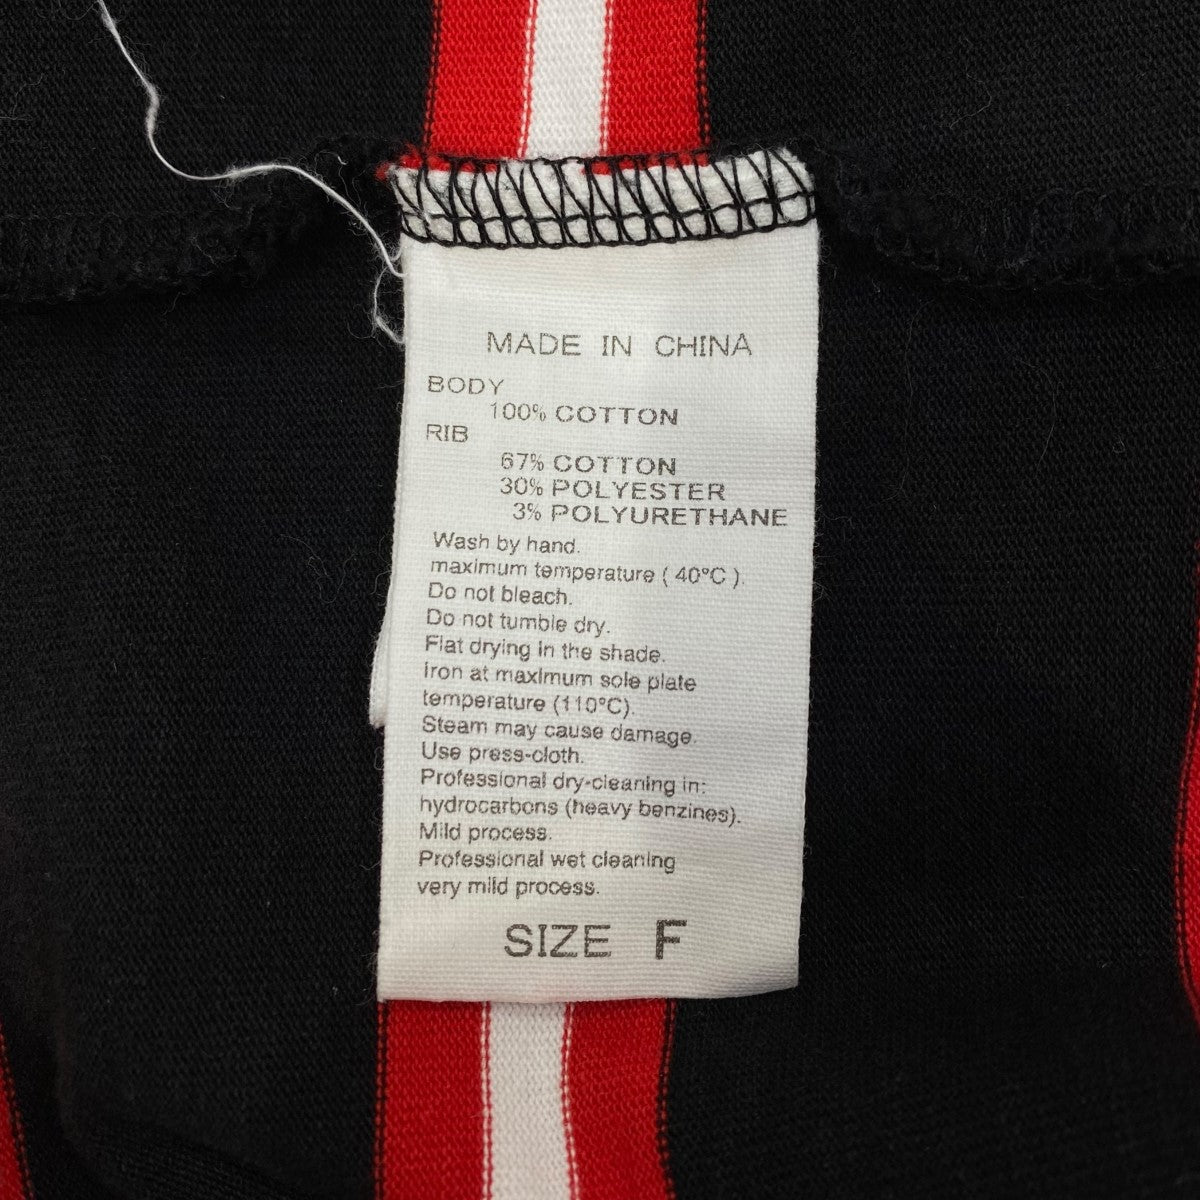 MADE IN CHINA
BODY
100% COTTON
RIB
67% COTTON
30% POLYESTER
3% POLYURETHANE
Wash by hand.
maximum temperature ( 40°C ).
Do not bleach.
Do not tumble dry.
Flat drying in the shade.
Iron at maximum sole plate
temperature (110°C).
Steam may cause damage.
Use press-cloth.
Professional dry-cleaning in:
hydrocarbons (heavy benzines).
Mild process.
Professional wet cleaning
very mild process.
SIZE F